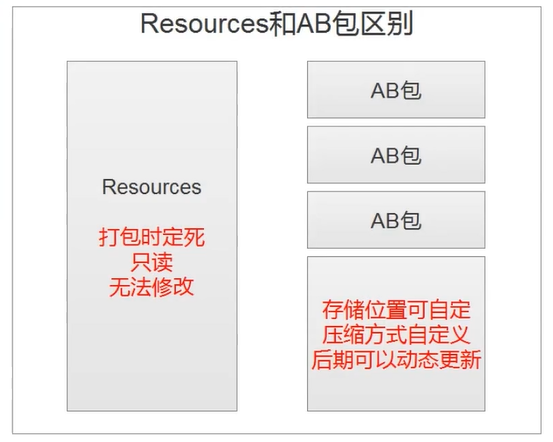 Resources和AB包区别
Resources
打包时定死
只读
无法修改
AB包
AB包
AB包
存储位置可自定
压缩方式自定义
后期可以动态更新